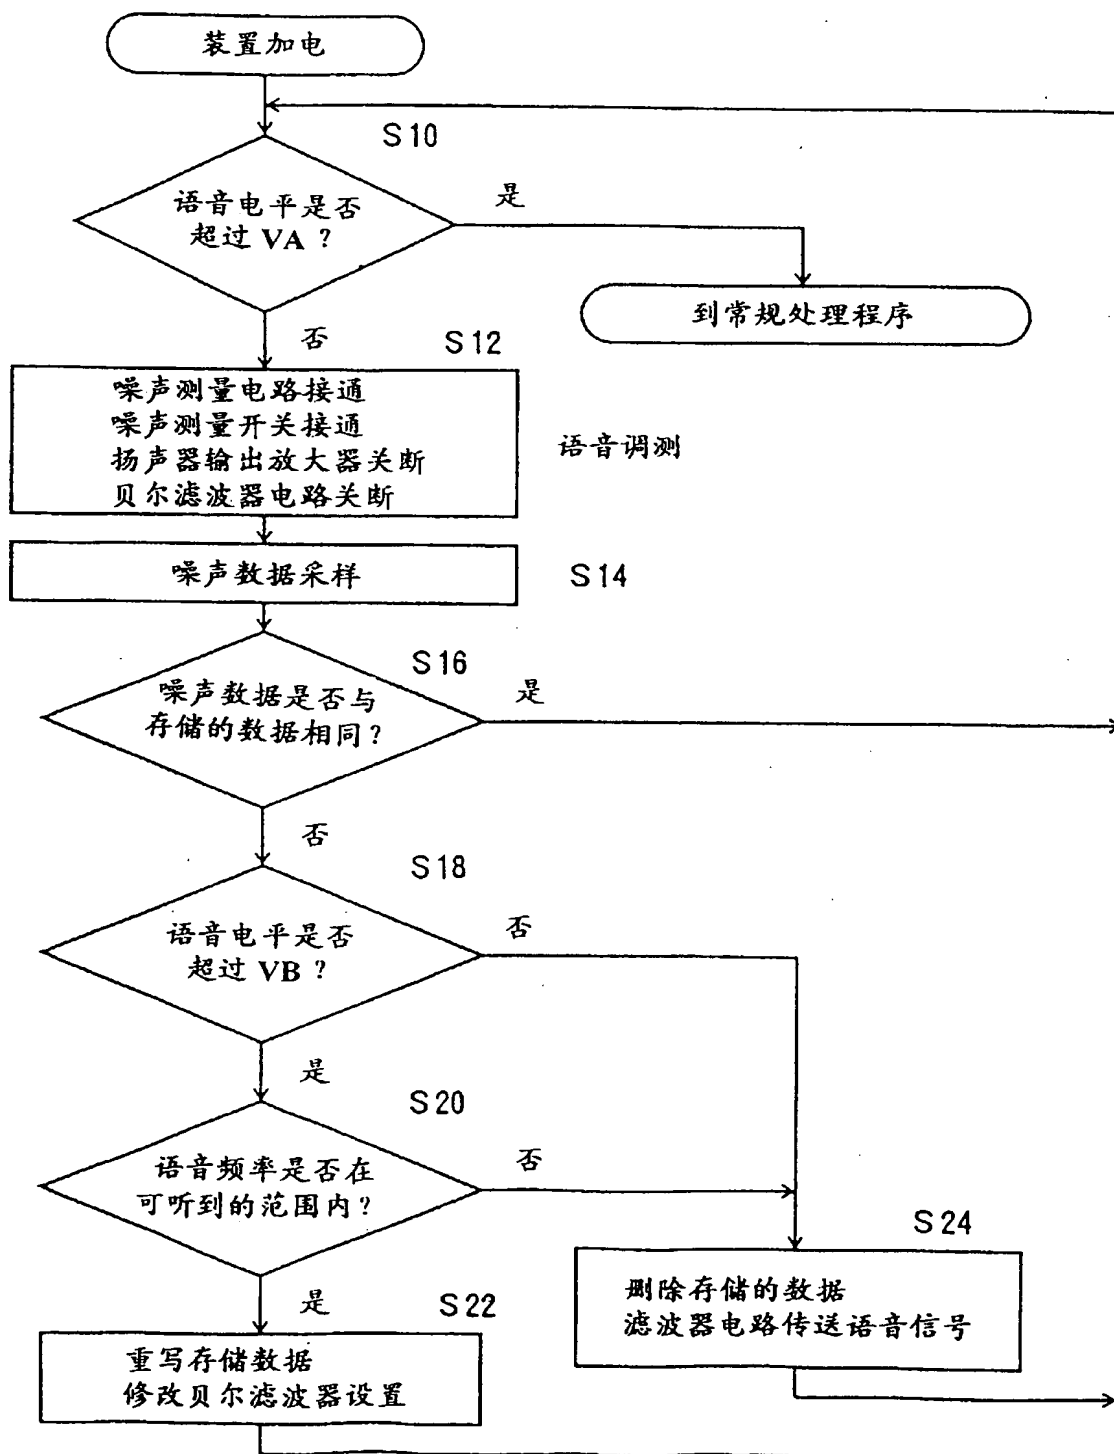 装置加电
S10
语音电平是否
超过 VA ?
是
到常规处理程序
否
S12
噪声测量电路接通
噪声测量开关接通
扬声器输出放大器关断
贝尔滤波器电路关断
语音调测
噪声数据采样
S14
S16
噪声数据是否与
存储的数据相同?
是
否
S18
语音电平是否
超过 VB ?
否
是
S20
语音频率是否在
可听到的范围内?
否
S24
删除存储的数据
滤波器电路传送语音信号
是
S22
重写存储数据
修改贝尔滤波器设置